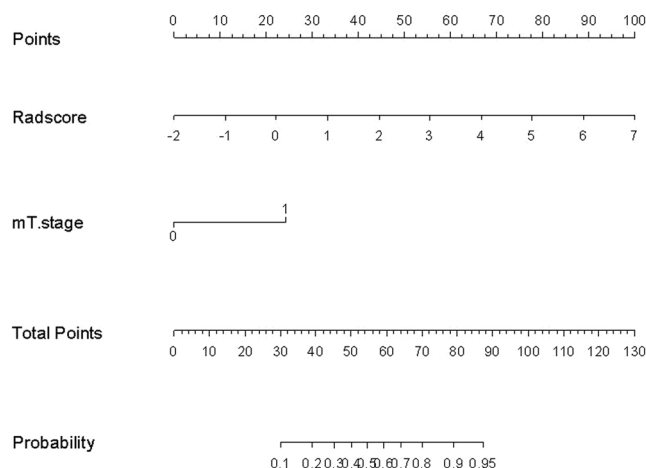 Points
0 10 20 30 40 50 60 70 80 90 100
Radscore
-2 -1 0 1 2 3 4 5 6 7
mT.stage
1
0
Total Points
0 10 20 30 40 50 60 70 80 90 100 110 120 130
Probability
0.1 0.2 0.3 0.4 0.5 0.6 0.7 0.8 0.9 0.95